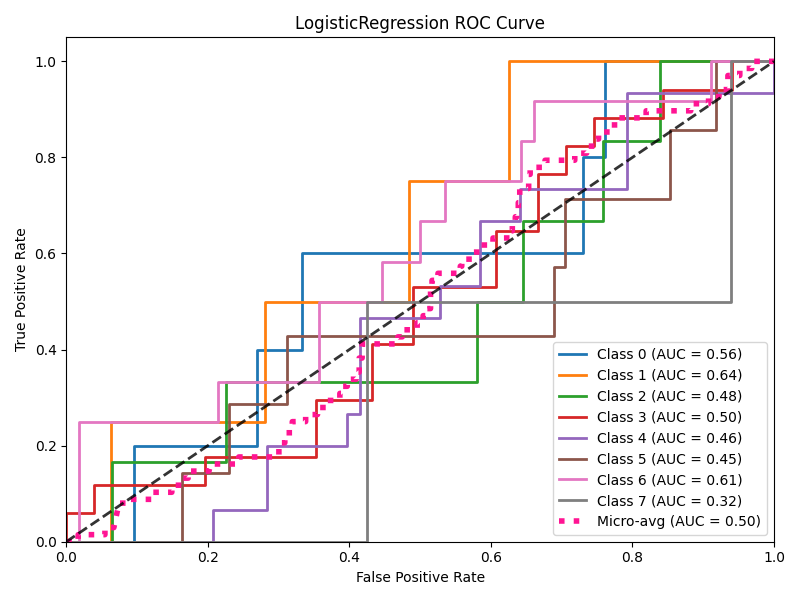 LogisticRegression ROC Curve
True Positive Rate
1.0
0.8
0.6
0.4
0.2
0.0
Class 0 (AUC = 0.56)
Class 1 (AUC = 0.64)
Class 2 (AUC = 0.48)
Class 3 (AUC = 0.50)
Class 4 (AUC = 0.46)
Class 5 (AUC = 0.45)
Class 6 (AUC = 0.61)
Class 7 (AUC = 0.32)
Micro-avg (AUC = 0.50)
0.0 0.2 0.4 0.6 0.8 1.0
False Positive Rate